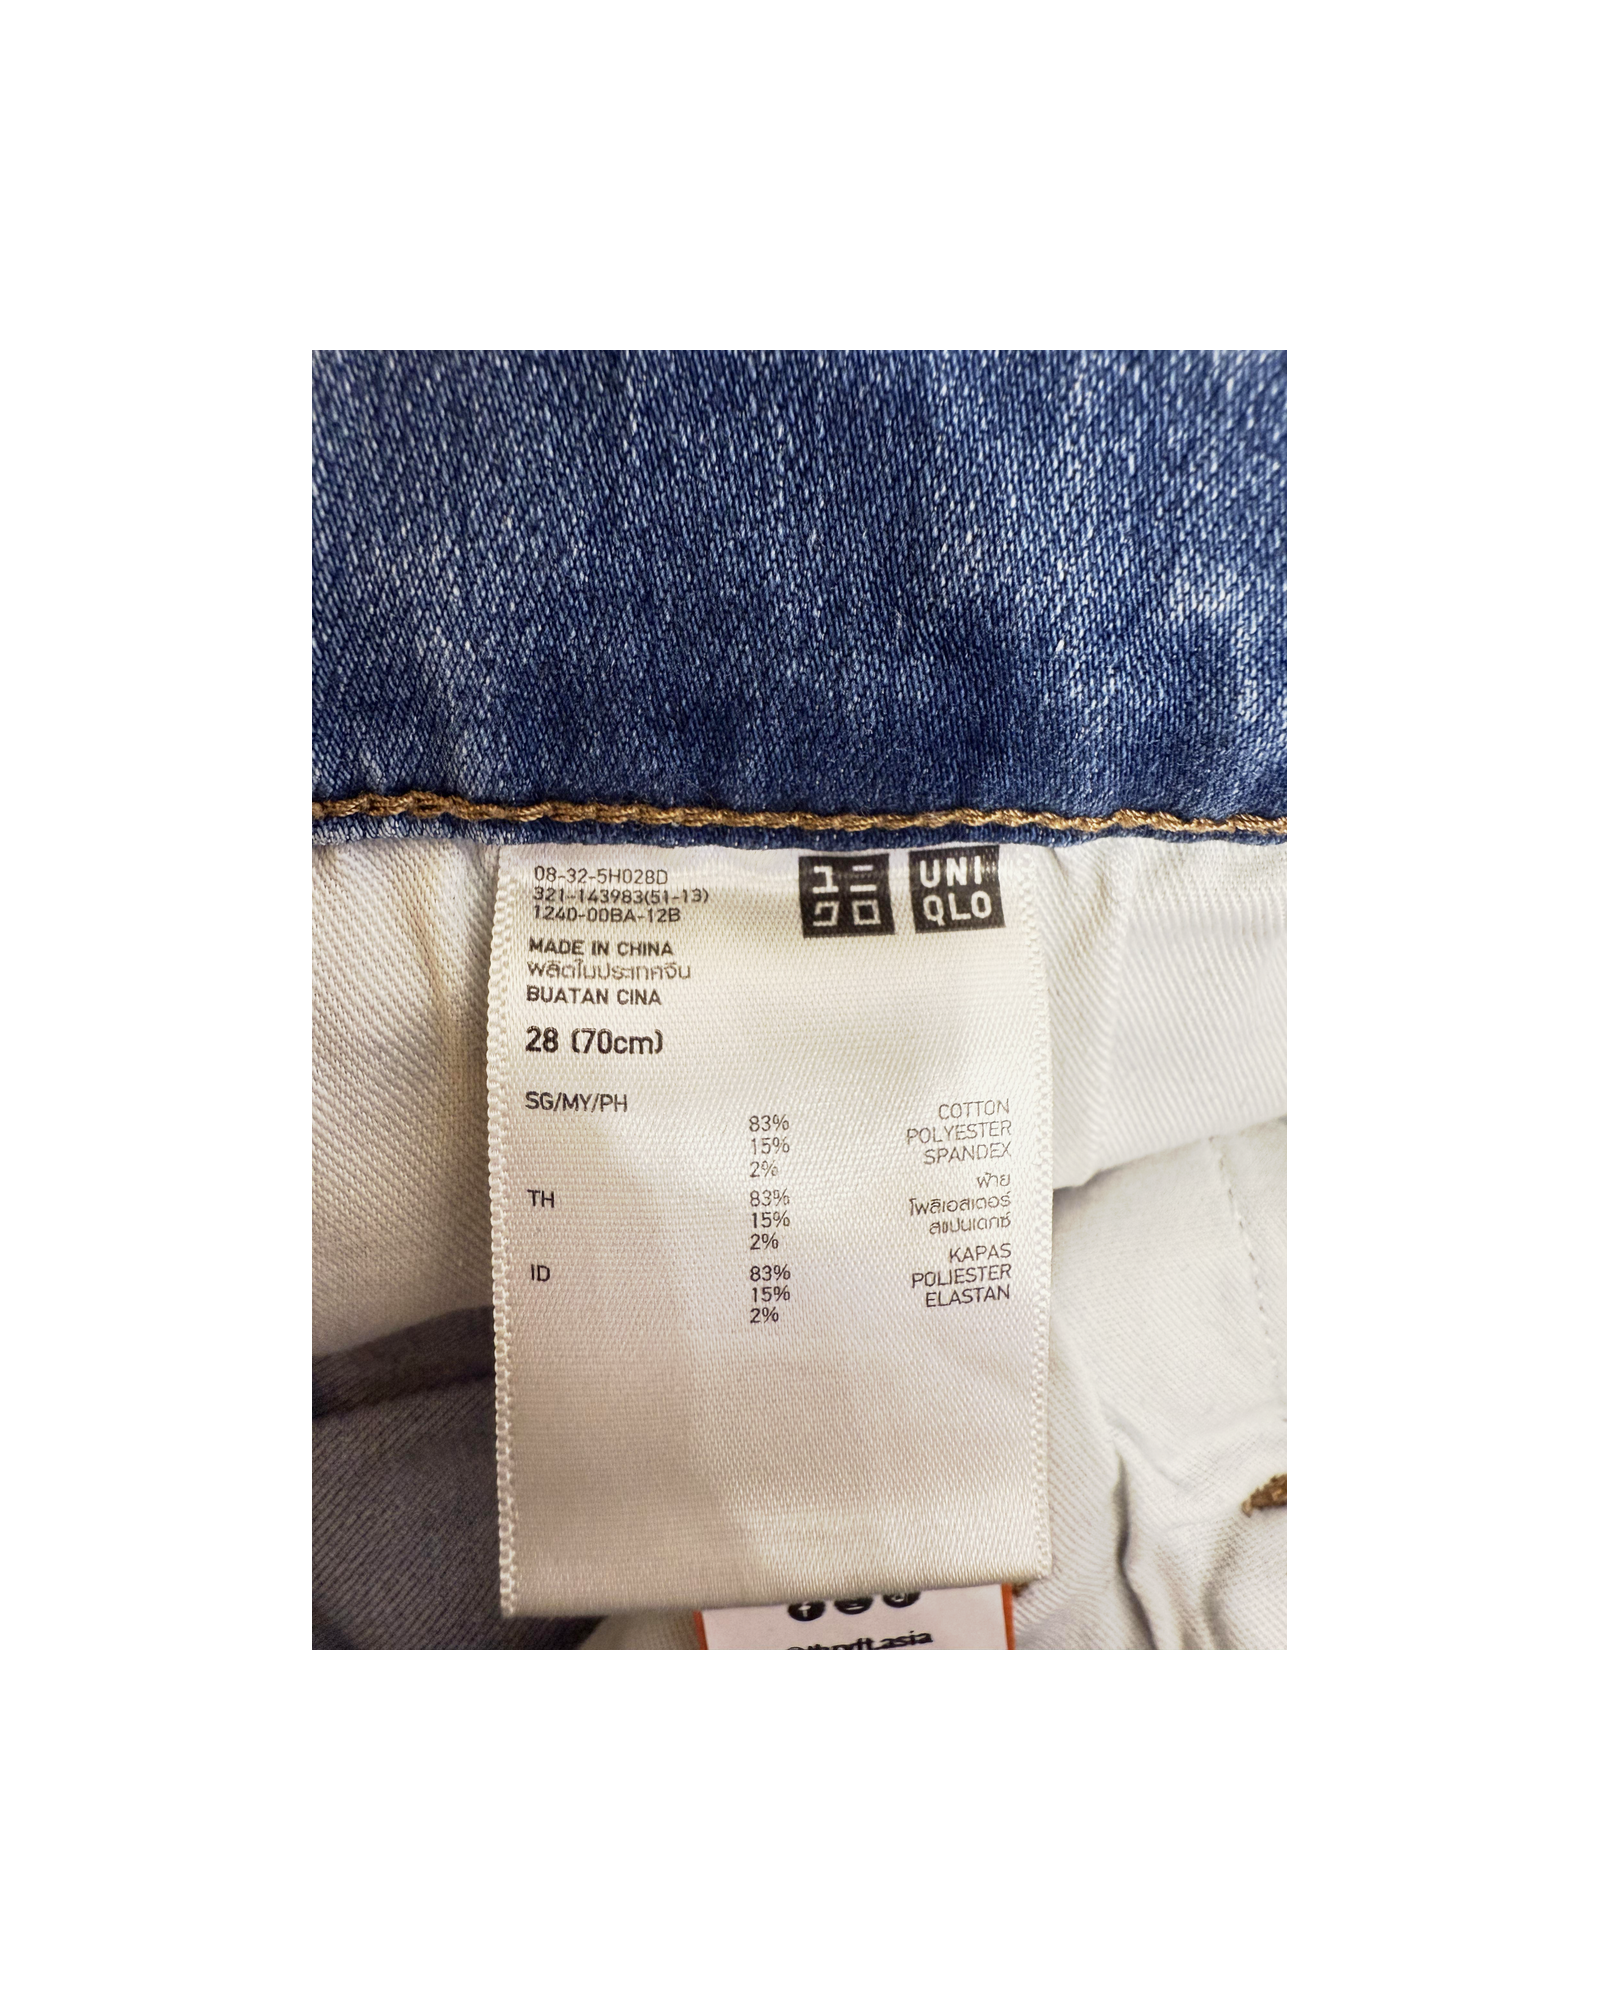 08-32-5H028D
321-143983(51-13)
1240-00BA-12B
ユニ
クロ
UNI
QLO
MADE IN CHINA
ผลิตในประเทศจีน
BUATAN CINA
28 (70cm)
SG/MY/PH
83% COTTON
15% POLYESTER
2% SPANDEX
TH
83% ฝ้าย
15% โพลิเอสเตอร์
2% สแปนเดกซ์
ID
83% KAPAS
15% POLIESTER
2% ELASTAN